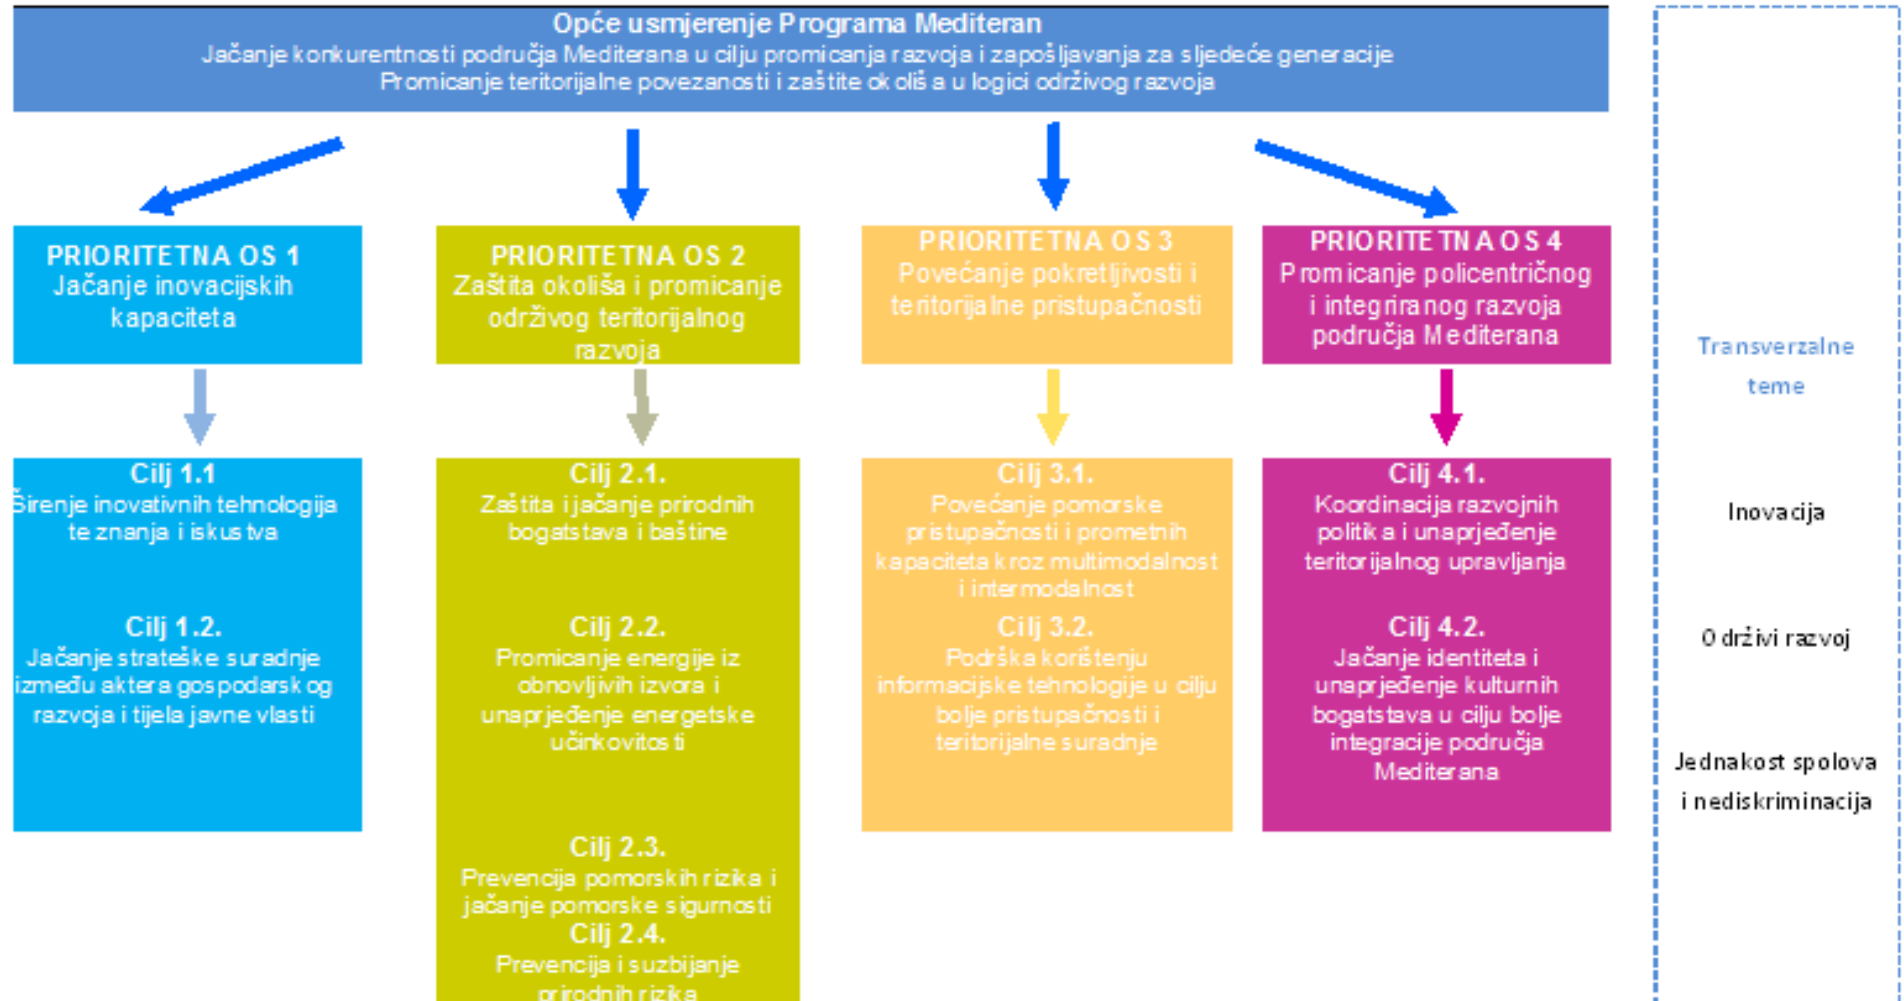 Opće usmjerenje Programa Mediteran
Jačanje konkurentnosti područja Mediterana u cilju promicanja razvoja i zapošljavanja za sljedeće generacije
Promicanje teritorijalne povezanosti i zaštite okoliša u logici održivog razvoja
PRIORITETNA OS 1
Jačanje inovacijskih
kapaciteta
PRIORITETNA OS 2
Zaštita okoliša i promicanje
održivog teritorijalnog
razvoja
PRIORITETNA OS 3
Povećanje pokretljivosti i
teritorijalne pristupačnosti
PRIORITETNA OS 4
Promicanje policentričnog
i integriranog razvoja
područja Mediterana
Cilj 1.1
Širenje inovativnih tehnologija
te znanja i iskustva
Cilj 1.2.
Jačanje strateške suradnje
između aktera gospodarskog
razvoja i tijela javne vlasti
Cilj 2.1.
Zaštita i jačanje prirodnih
bogatstava i baštine
Cilj 2.2.
Promicanje energije iz
obnovljivih izvora i
unaprjeđenje energetske
učinkovitosti
Cilj 2.3.
Prevencija pomorskih rizika i
jačanje pomorske sigurnosti
Cilj 2.4.
Prevencija i suzbijanje
prirodnih rizika
Cilj 3.1.
Povećanje pomorske
pristupačnosti i prometnih
kapaciteta kroz multimodalnost
i intermodalnost
Cilj 3.2.
Podrška korištenju
informacijske tehnologije u cilju
bolje pristupačnosti i
teritorijalne suradnje
Cilj 4.1.
Koordinacija razvojnih
politika i unaprjeđenje
teritorijalnog upravljanja
Cilj 4.2.
Jačanje identiteta i
unaprjeđenje kulturnih
bogatstava u cilju bolje
integracije područja
Mediterana
Transverzalne
teme
Inovacija
Održivi razvoj
Jednakost spolova
i nediskriminacija